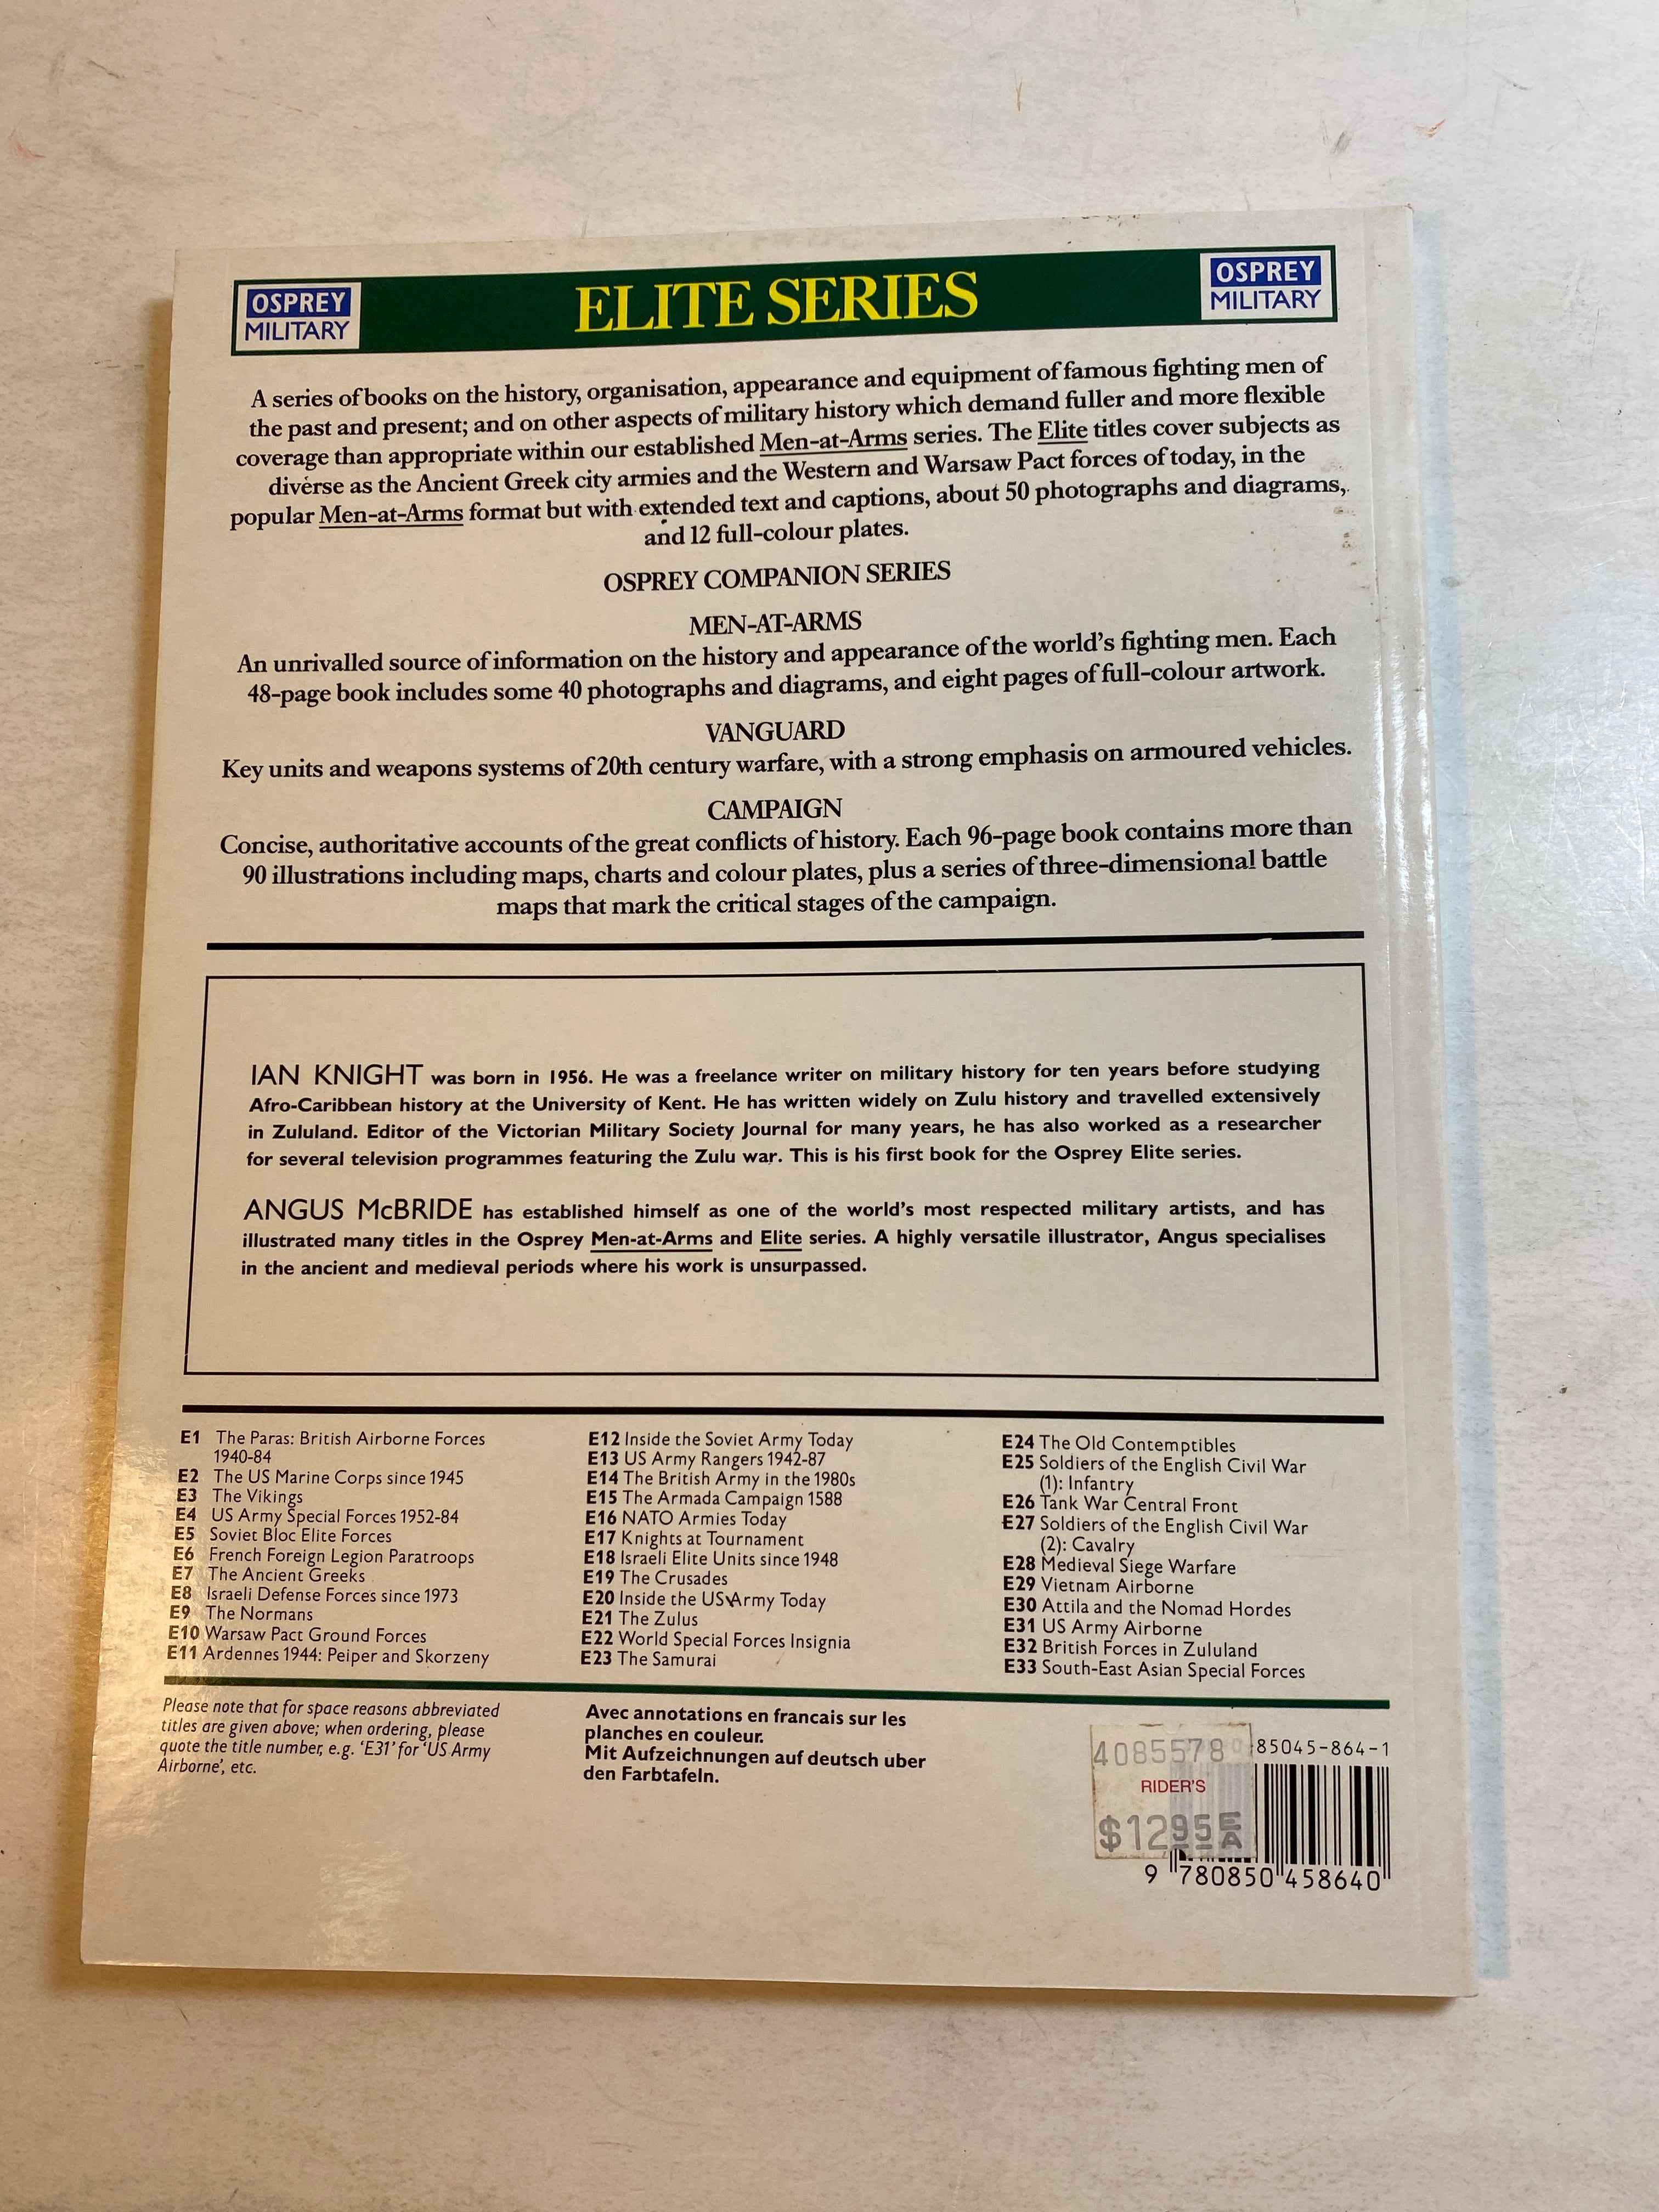 OSPREY
MILITARY
ELITE SERIES
OSPREY
MILITARY
A series of books on the history, organisation, appearance and equipment of famous fighting men of
the past and present; and on other aspects of military history which demand fuller and more flexible
coverage than appropriate within our established Men-at-Arms series. The Elite titles cover subjects as
diverse as the Ancient Greek city armies and the Western and Warsaw Pact forces of today, in the
popular Men-at-Arms format but with extended text and captions, about 50 photographs and diagrams,
and 12 full-colour plates.
OSPREY COMPANION SERIES
MEN-AT-ARMS
An unrivalled source of information on the history and appearance of the world's fighting men. Each
48-page book includes some 40 photographs and diagrams, and eight pages of full-colour artwork.
VANGUARD
Key units and weapons systems of 20th century warfare, with a strong emphasis on armoured vehicles.
CAMPAIGN
Concise, authoritative accounts of the great conflicts of history. Each 96-page book contains more than
90 illustrations including maps, charts and colour plates, plus a series of three-dimensional battle
maps that mark the critical stages of the campaign.
IAN KNIGHT was born in 1956. He was a freelance writer on military history for ten years before studying
Afro-Caribbean history at the University of Kent. He has written widely on Zulu history and travelled extensively
in Zululand. Editor of the Victorian Military Society Journal for many years, he has also worked as a researcher
for several television programmes featuring the Zulu war. This is his first book for the Osprey Elite series.
ANGUS McBRIDE has established himself as one of the world's most respected military artists, and has
illustrated many titles in the Osprey Men-at-Arms and Elite series. A highly versatile illustrator, Angus specialises
in the ancient and medieval periods where his work is unsurpassed.
E1 The Paras: British Airborne Forces
1940-84
E2 The US Marine Corps since 1945
E3 The Vikings
E4 US Army Special Forces 1952-84
E5 Soviet Bloc Elite Forces
E6 French Foreign Legion Paratroops
E7 The Ancient Greeks
E8 Israeli Defense Forces since 1973
E9 The Normans
E10 Warsaw Pact Ground Forces
E11 Ardennes 1944: Peiper and Skorzeny
E12 Inside the Soviet Army Today
E13 US Army Rangers 1942-87
E14 The British Army in the 1980s
E15 The Armada Campaign 1588
E16 NATO Armies Today
E17 Knights at Tournament
E18 Israeli Elite Units since 1948
E19 The Crusades
E20 Inside the US Army Today
E21 The Zulus
E22 World Special Forces Insignia
E23 The Samurai
E24 The Old Contemptibles
E25 Soldiers of the English Civil War
(1): Infantry
E26 Tank War Central Front
E27 Soldiers of the English Civil War
(2): Cavalry
E28 Medieval Siege Warfare
E29 Vietnam Airborne
E30 Attila and the Nomad Hordes
E31 US Army Airborne
E32 British Forces in Zululand
E33 South-East Asian Special Forces
Please note that for space reasons abbreviated
titles are given above; when ordering, please
quote the title number, e.g. 'E31' for 'US Army
Airborne', etc.
Avec annotations en francais sur les
planches en couleur.
Mit Aufzeichnungen auf deutsch uber
den Farbtafeln.
4085578
RIDER'S
$12.95 EA
85045-864-1
9 780850 458640